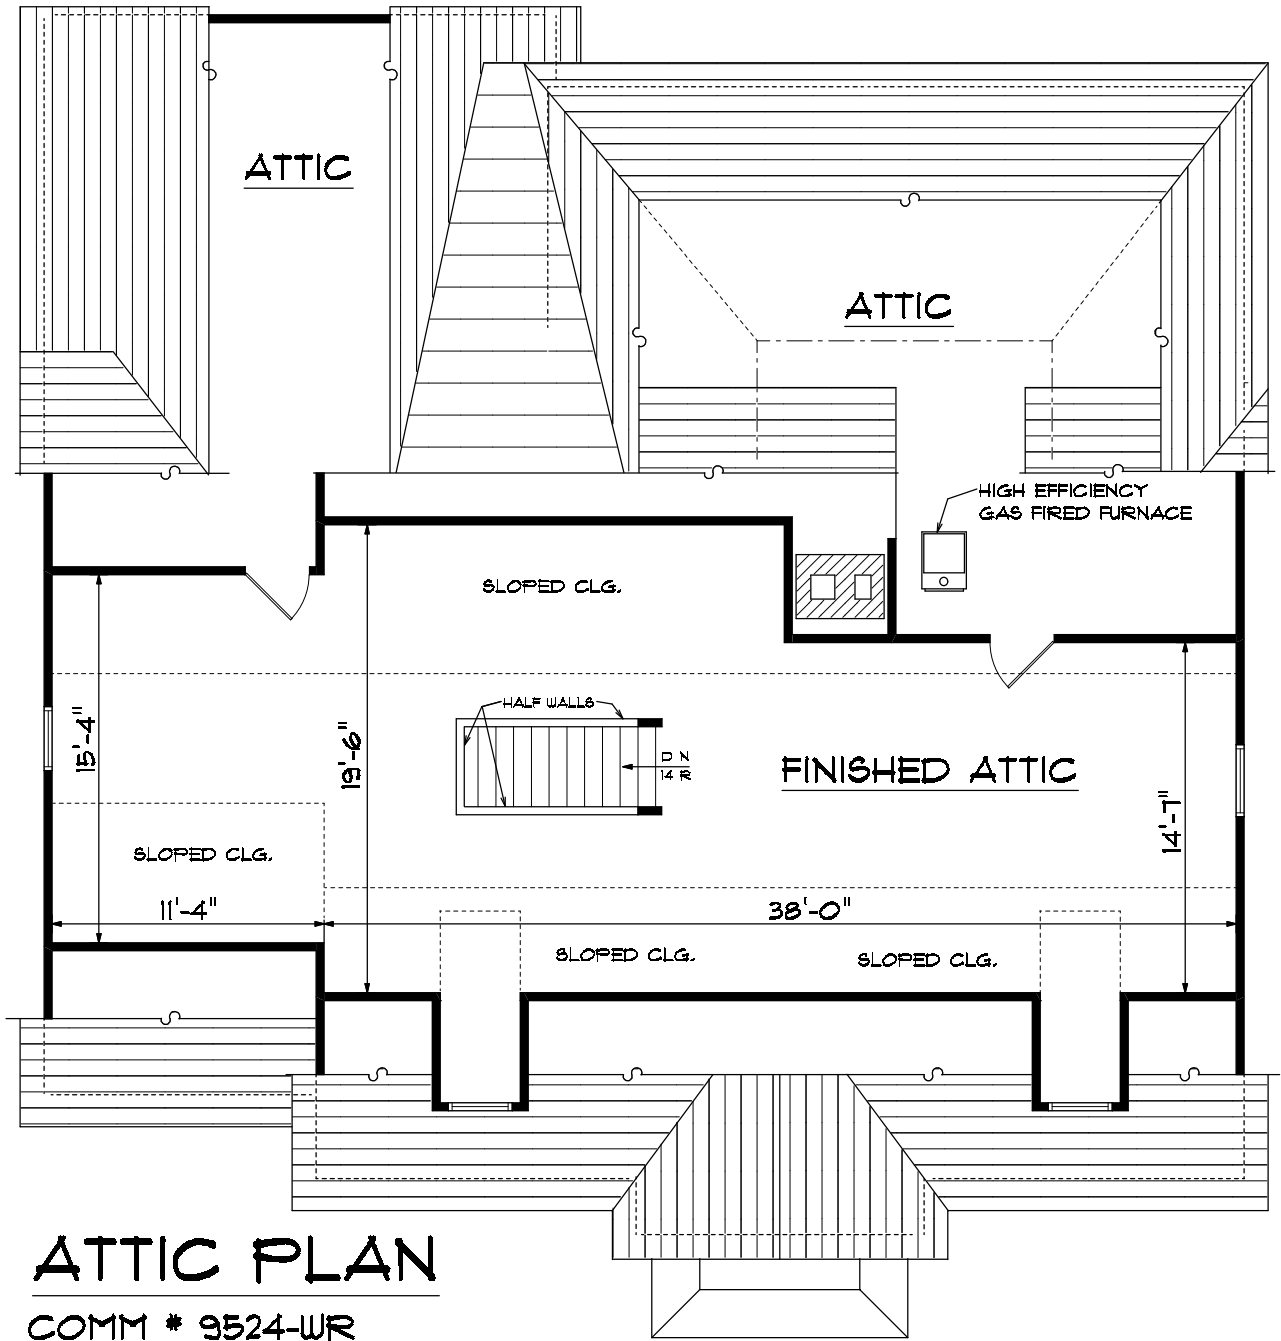 ATTIC
ATTIC
HIGH EFFICIENCY
GAS FIRED FURNACE
SLOPED CLG.
HALF WALLS
15'-4"
19'-6"
DN
14 R
FINISHED ATTIC
14'-7"
SLOPED CLG.
11'-4"
38'-0"
SLOPED CLG.
SLOPED CLG.
ATTIC PLAN
COMM # 9524-WR